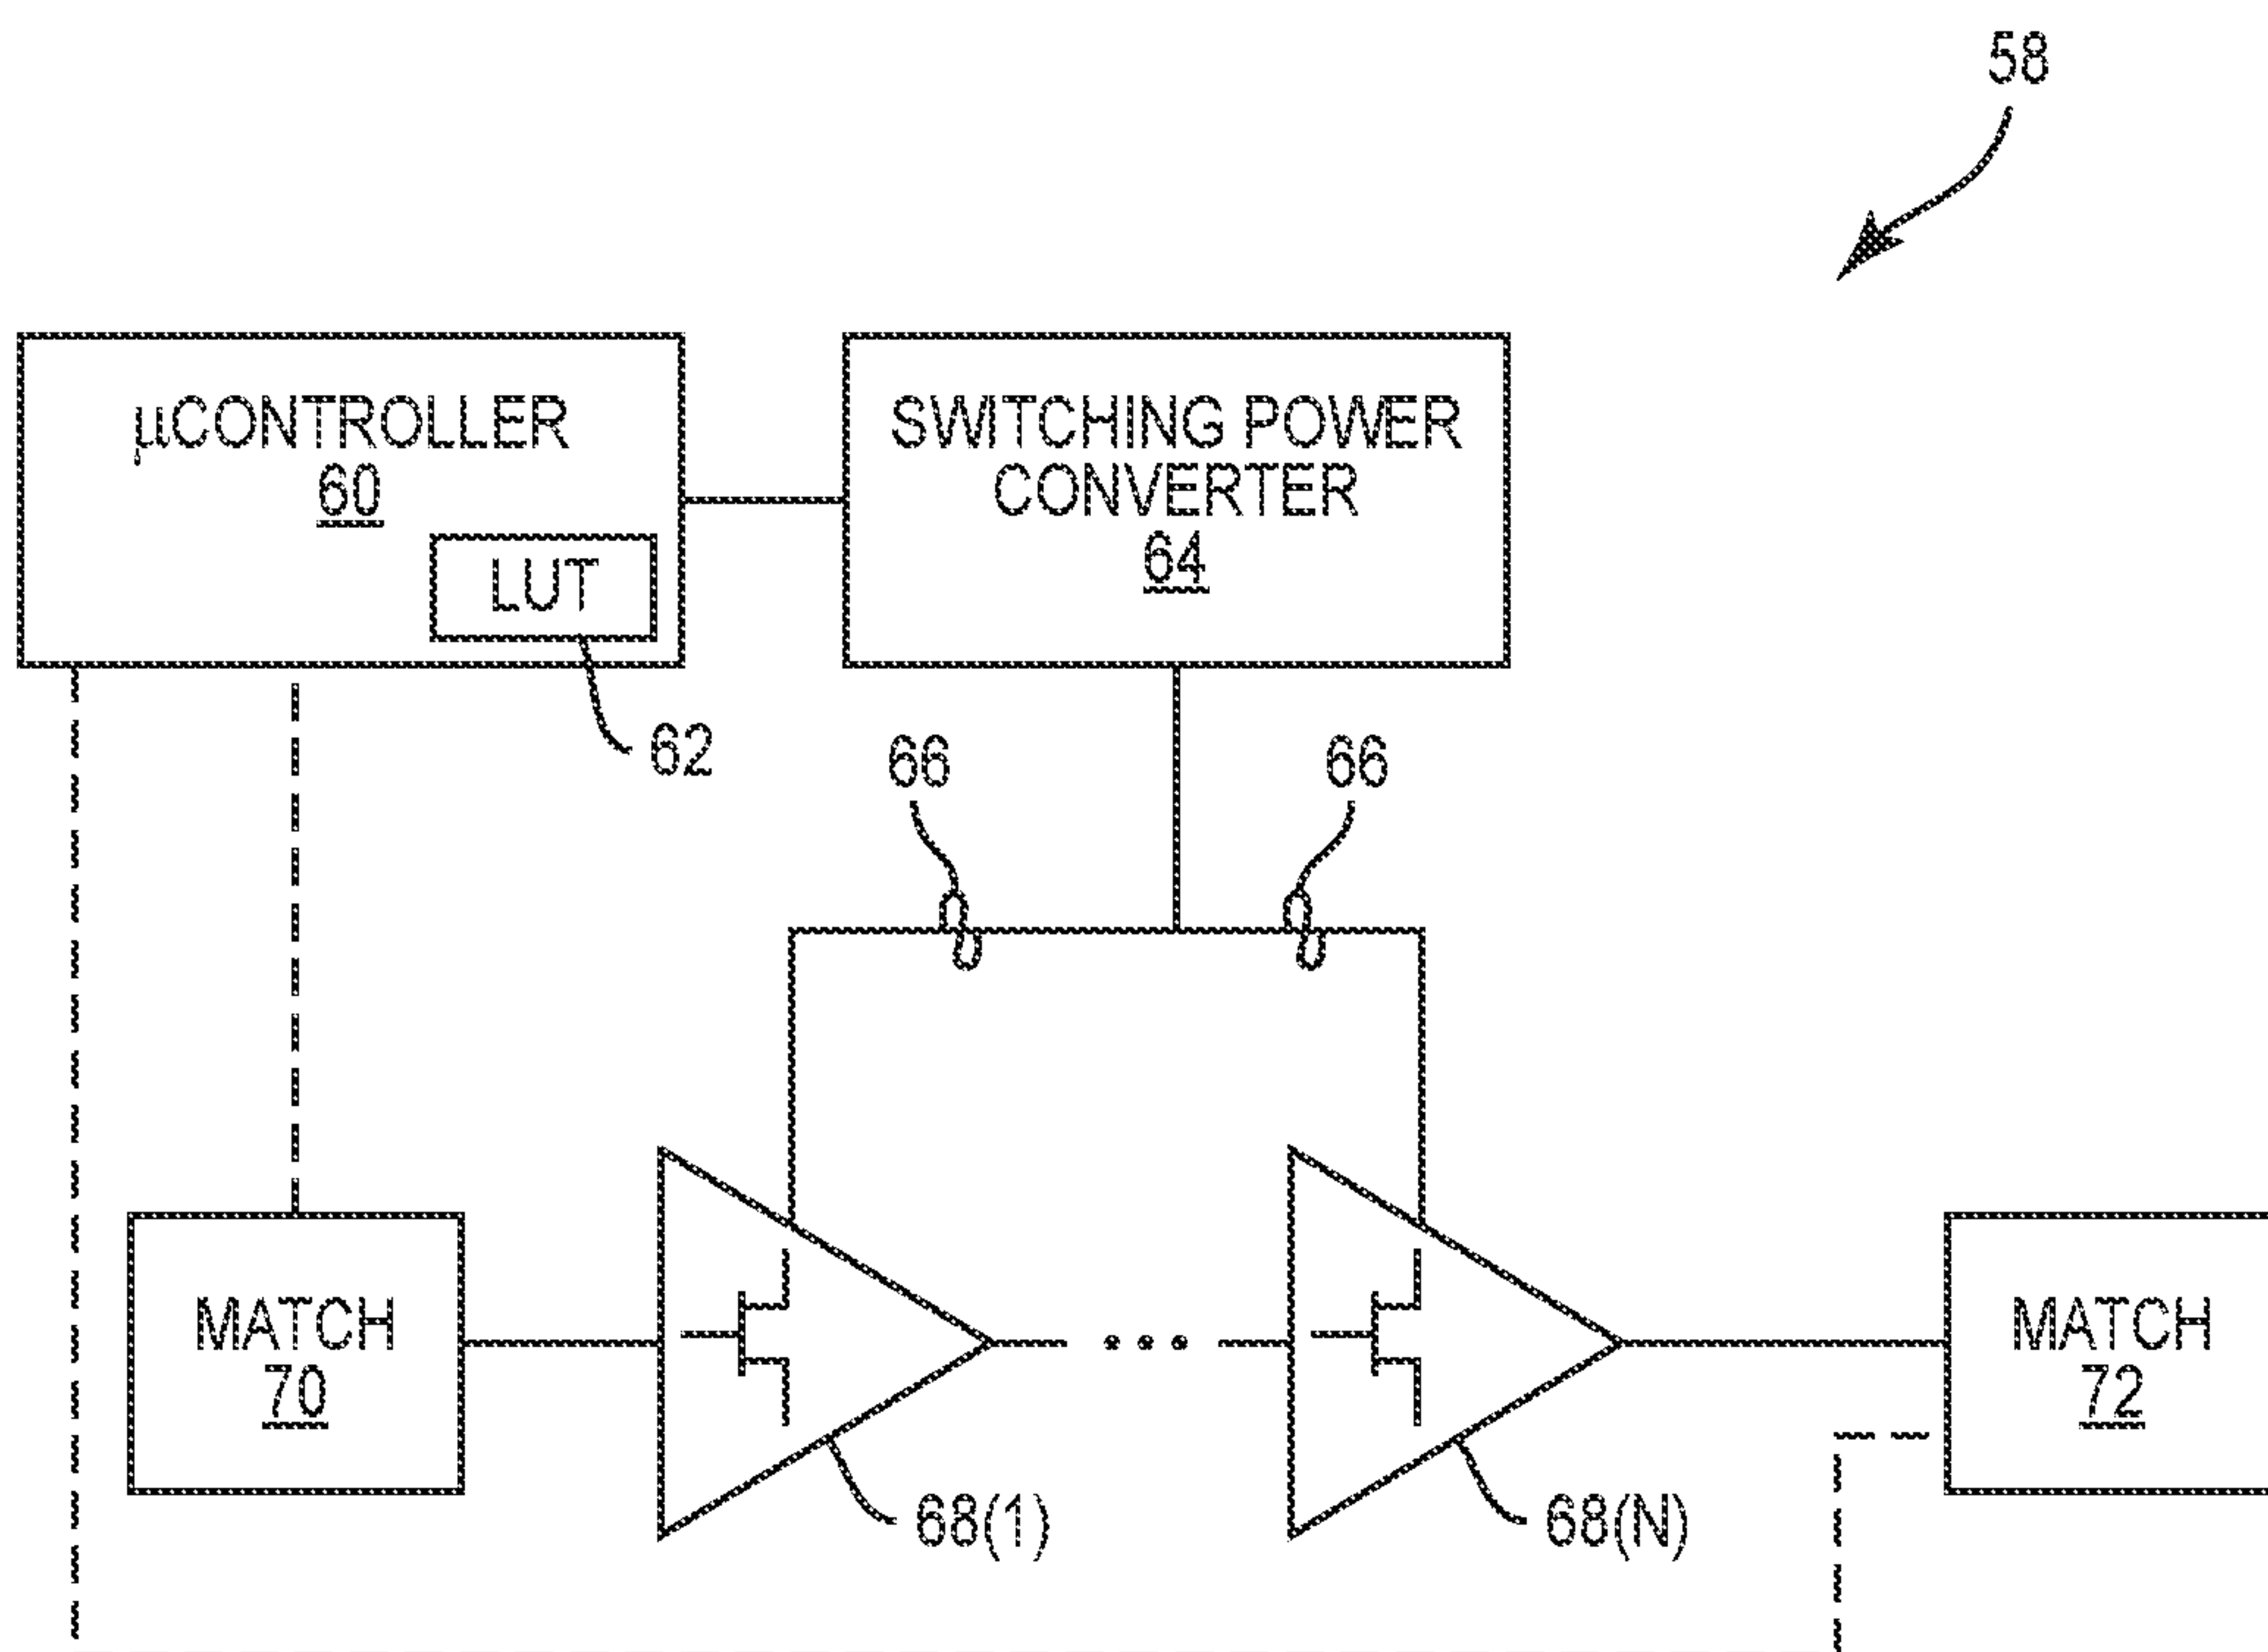 58
µCONTROLLER
60
LUT
62
SWITCHING POWER
CONVERTER
64
66
66
MATCH
70
68(1)
68(N)
MATCH
72